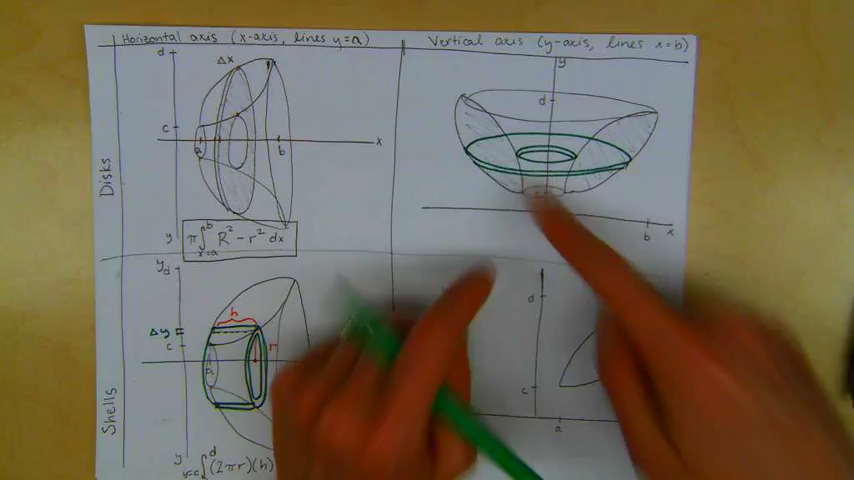 Horizontal axis (x-axis, lines y=a)
Vertical axis (y-axis, lines x=b)
Disks
d
Δx
c
a
b
x
y
π∫ R² - r² dx
b
x=a
y
d
b
x
Shells
y
d
h
Δy
c
a
r
y
∫ (2πr)(h)
d
y=c
d
c
a